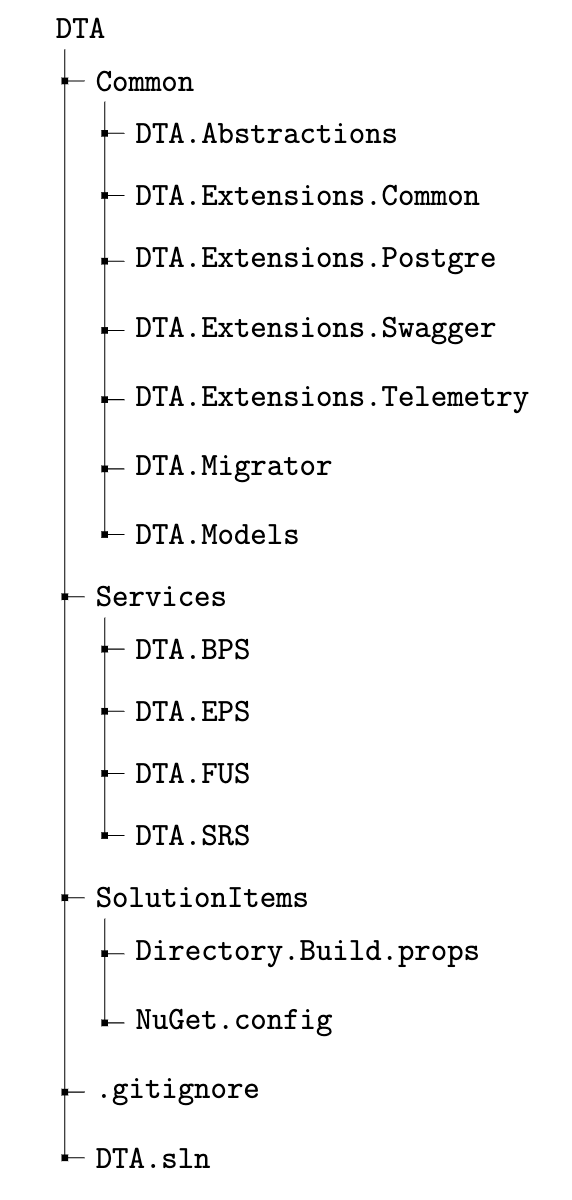 DTA
Common
DTA.Abstractions
DTA.Extensions.Common
DTA.Extensions.Postgre
DTA.Extensions.Swagger
DTA.Extensions.Telemetry
DTA.Migrator
DTA.Models
Services
DTA.BPS
DTA.EPS
DTA.FUS
DTA.SRS
SolutionItems
Directory.Build.props
NuGet.config
.gitignore
DTA.sln